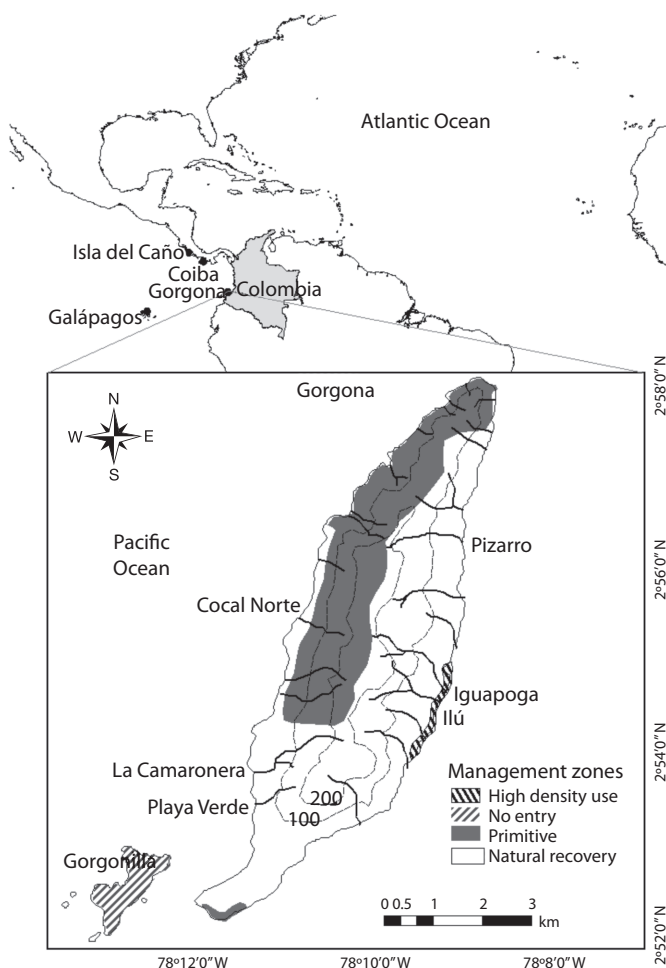 Atlantic Ocean
Isla del Caño
Coiba
Gorgona
Colombia
Galápagos
Gorgona
N
W
E
S
Pacific
Ocean
Pizarro
Cocal Norte
Iguapoga
Ilú
La Camaronera
Playa Verde
200
100
Gorgonilla
Management zones
High density use
No entry
Primitive
Natural recovery
0 0.5 1 2 3
km
2°58'0" N
2°56'0" N
2°54'0" N
2°52'0" N
78°12'0"W 78°10'0"W 78°8'0"W